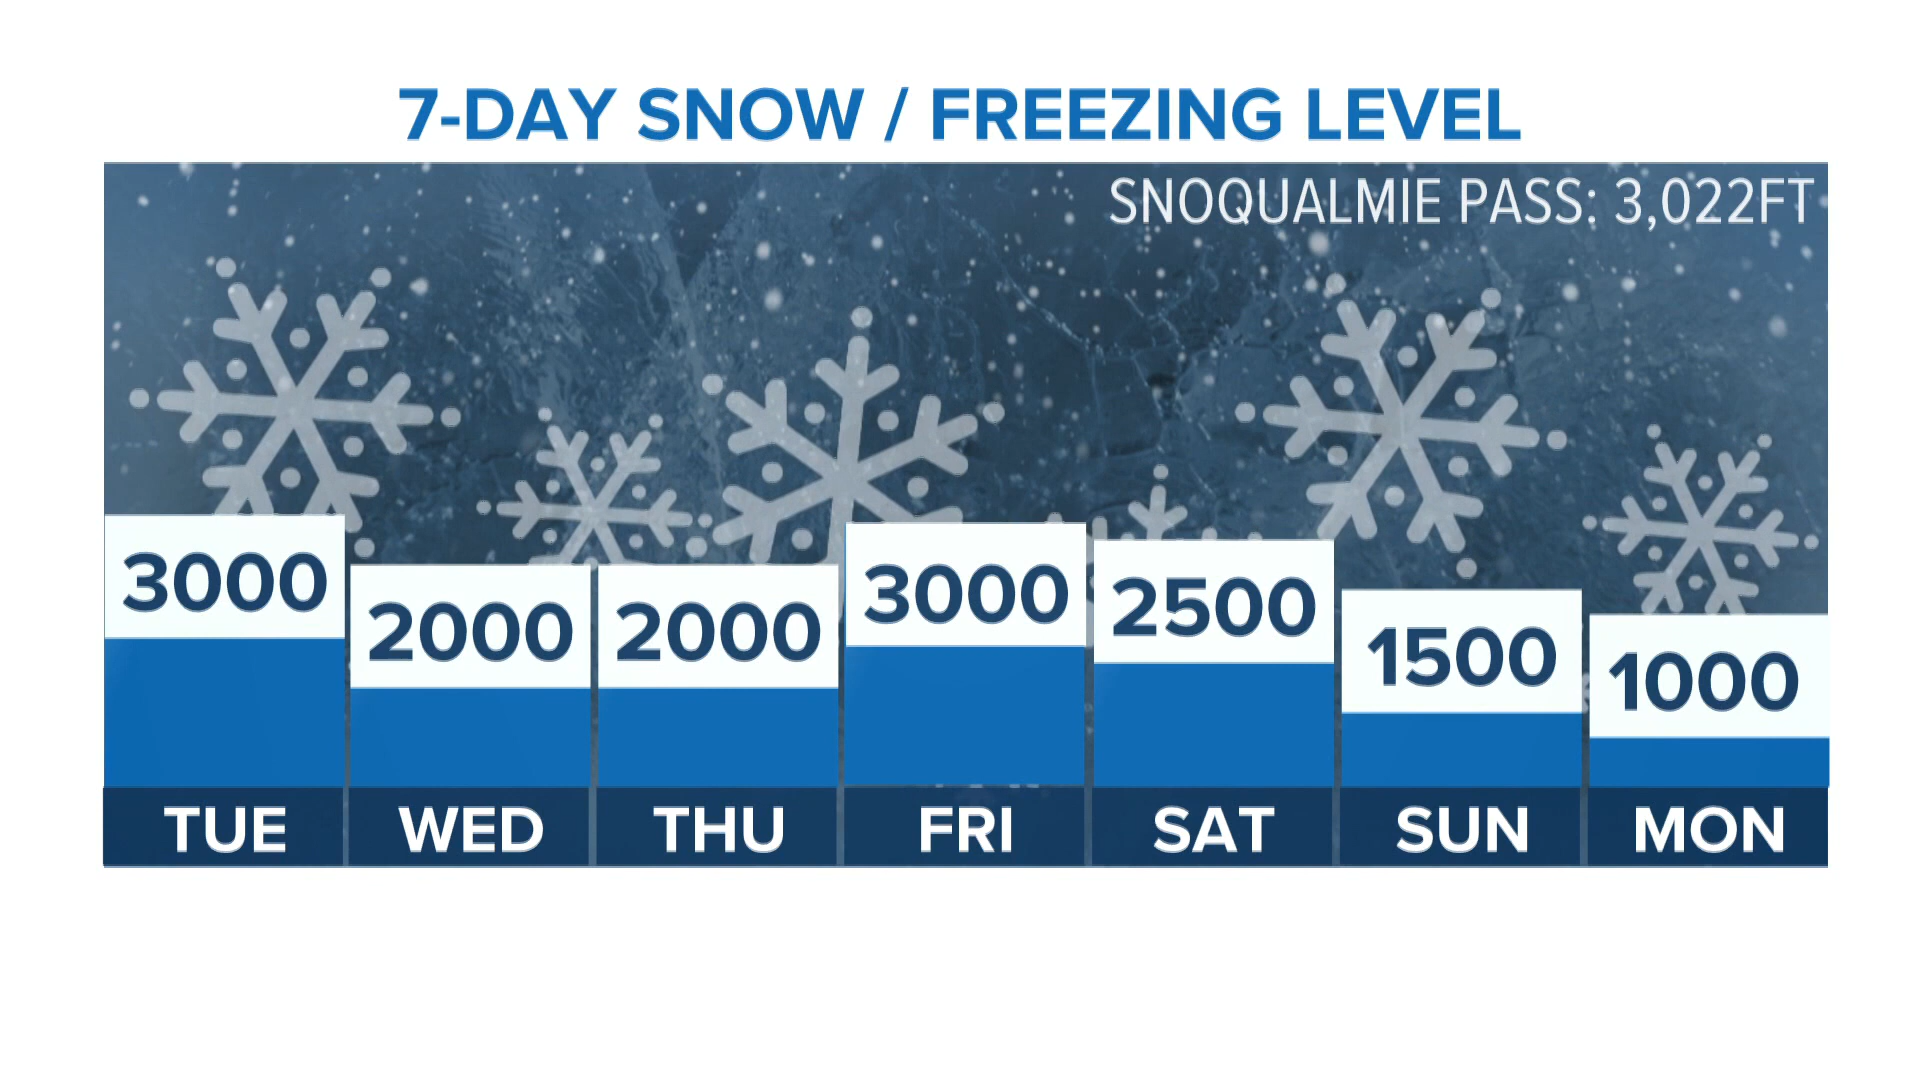 7-DAY SNOW / FREEZING LEVEL
SNOQUALMIE PASS: 3,022FT
3000 2000 2000 3000 2500 1500 1000
TUE WED THU FRI SAT SUN MON